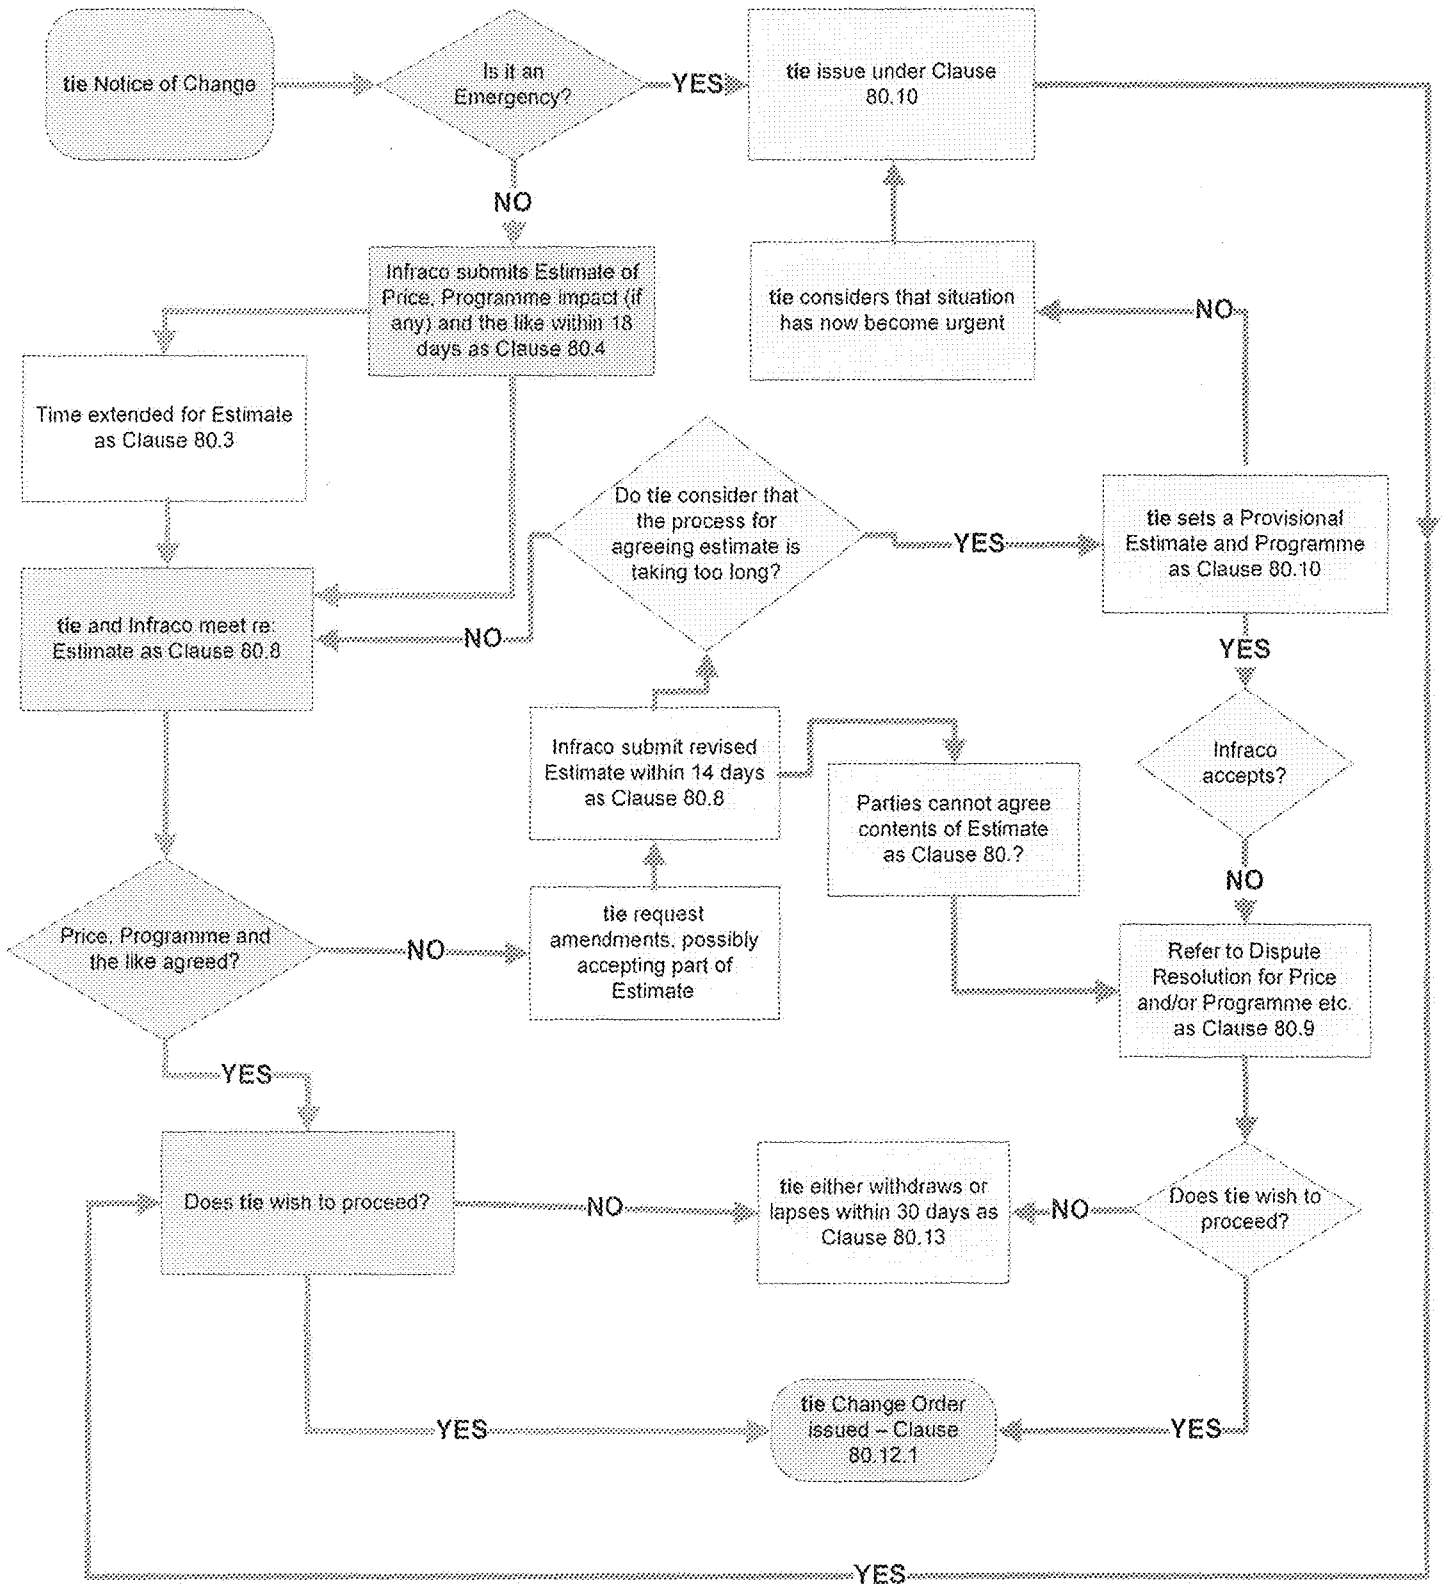 tie Notice of Change
Is it an
Emergency?
YES
tie issue under Clause
80.10
NO
Infraco submits Estimate of
Price, Programme impact (if
any) and the like within 18
days as Clause 80.4
tie considers that situation
has now become urgent
NO
Time extended for Estimate
as Clause 80.3
Do tie consider that
the process for
agreeing estimate is
taking too long?
YES
tie sets a Provisional
Estimate and Programme
as Clause 80.10
tie and Infraco meet re:
Estimate as Clause 80.8
NO
YES
Infraco submit revised
Estimate within 14 days
as Clause 80.8
Infraco
accepts?
Parties cannot agree
contents of Estimate
as Clause 80.?
NO
Price, Programme and
the like agreed?
NO
tie request
amendments, possibly
accepting part of
Estimate
Refer to Dispute
Resolution for Price
and/or Programme etc.
as Clause 80.9
YES
Does tie wish to proceed?
NO
tie either withdraws or
lapses within 30 days as
Clause 80.13
NO
Does tie wish to
proceed?
YES
tie Change Order
issued – Clause
80.12.1
YES
YES